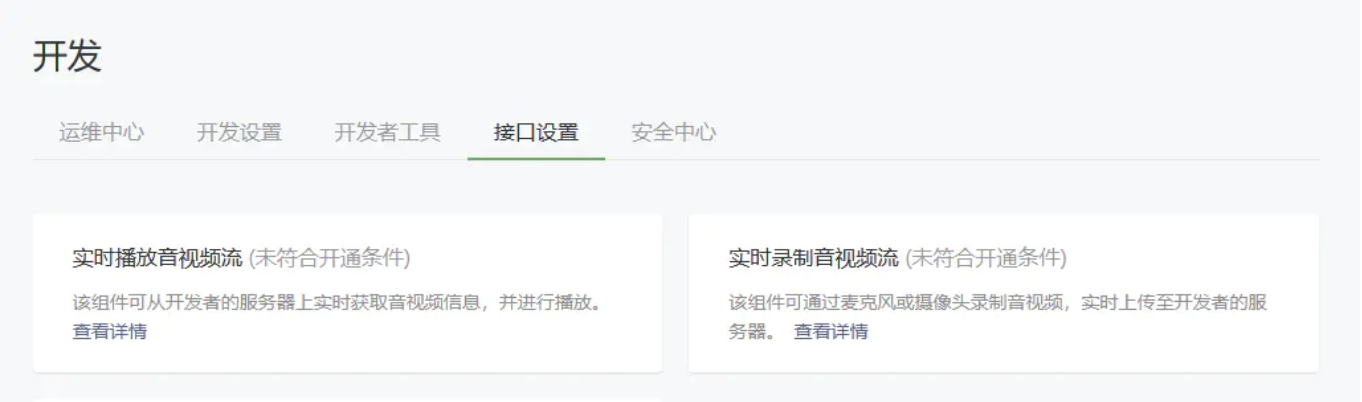 开发
运维中心 开发设置 开发者工具 接口设置 安全中心
实时播放音视频流 (未符合开通条件)
该组件可从开发者的服务器上实时获取音视频信息，并进行播放。
查看详情
实时录制音视频流 (未符合开通条件)
该组件可通过麦克风或摄像头录制音视频，实时上传至开发者的服
务器。 查看详情